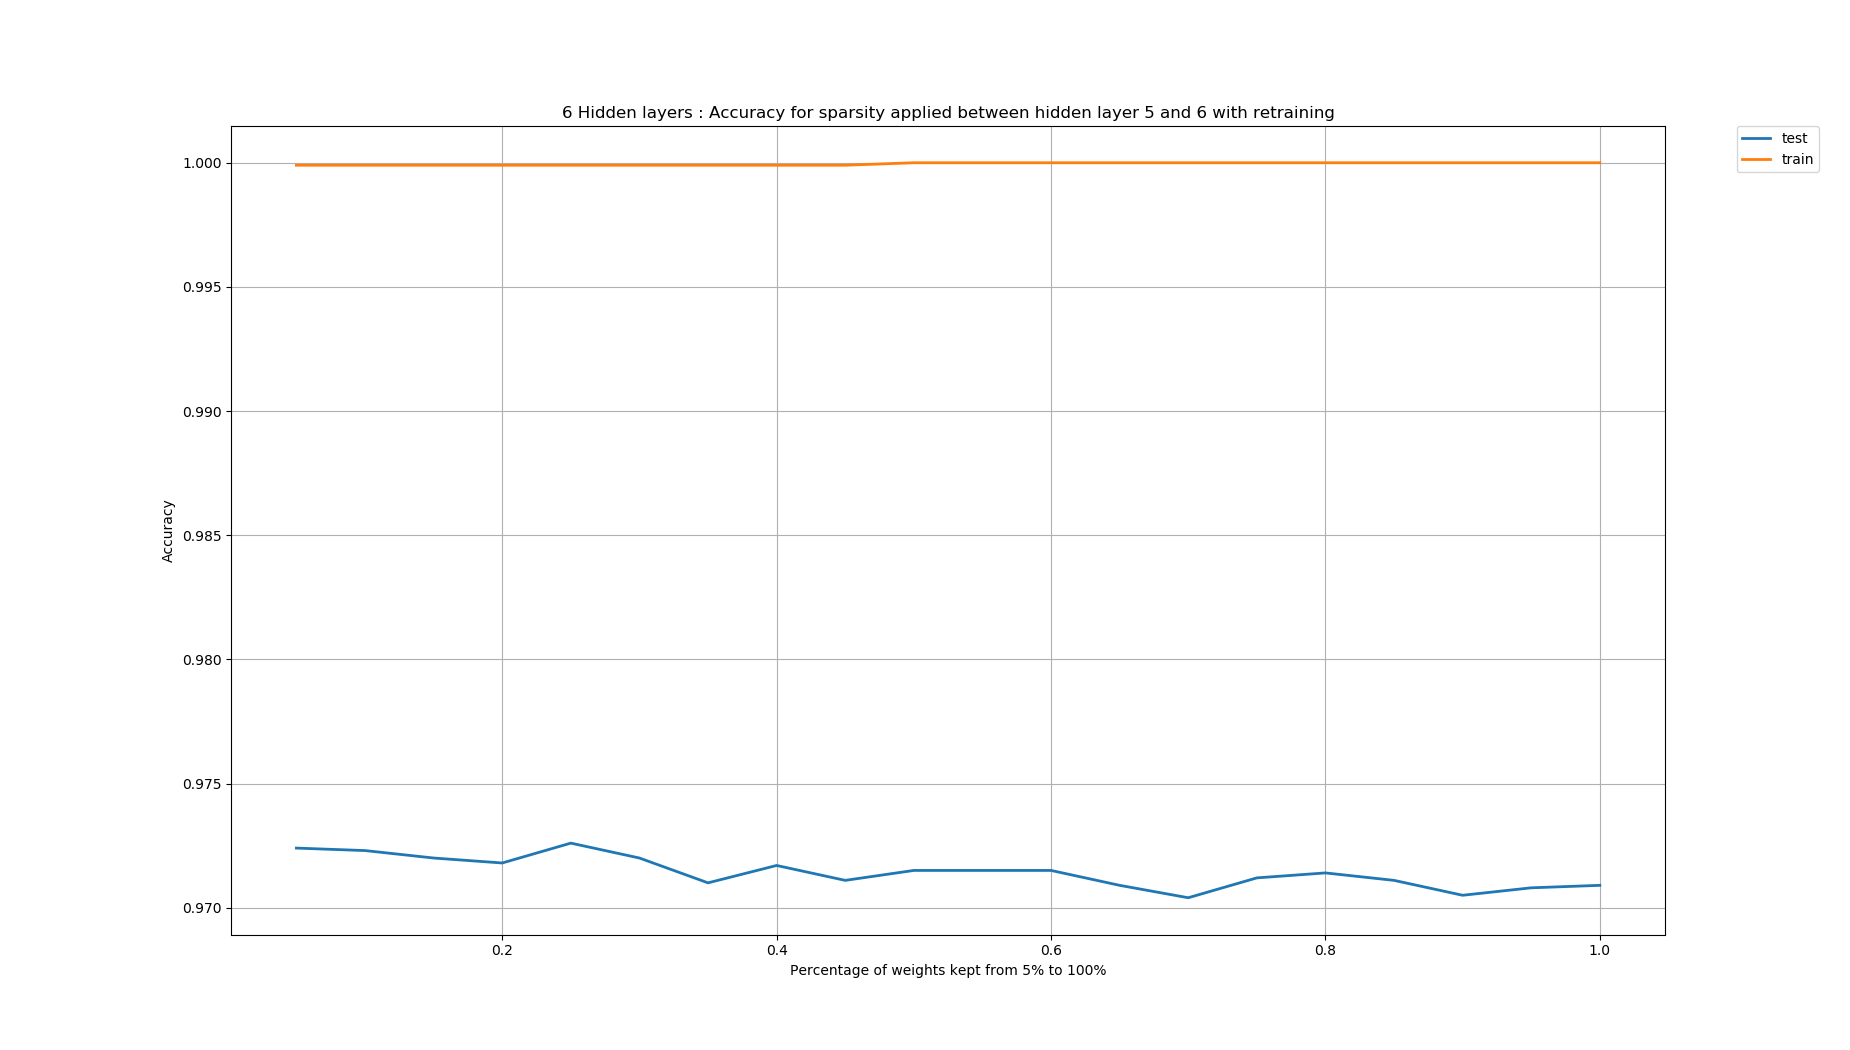 6 Hidden layers : Accuracy for sparsity applied between hidden layer 5 and 6 with retraining
test
train
1.000
0.995
0.990
0.985
0.980
0.975
0.970
Accuracy
0.2
0.4
0.6
0.8
1.0
Percentage of weights kept from 5% to 100%